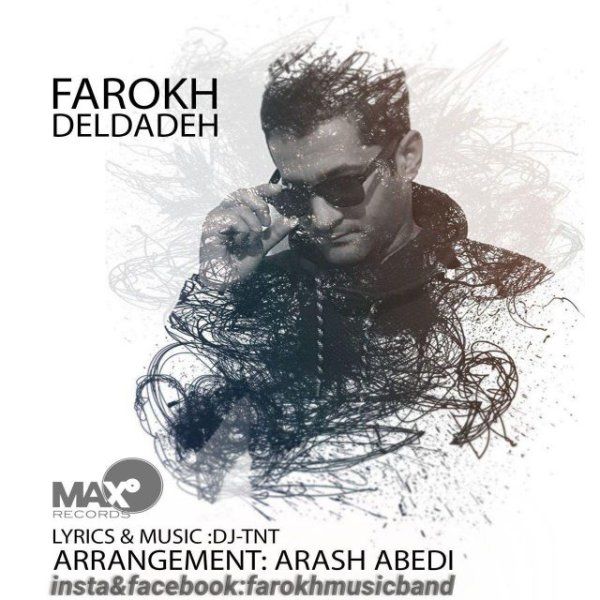 FAROKH
DELDADEH
MAX
RECORDS
LYRICS & MUSIC :DJ-TNT
ARRANGEMENT: ARASH ABEDI
insta&facebook:farokhmusicband